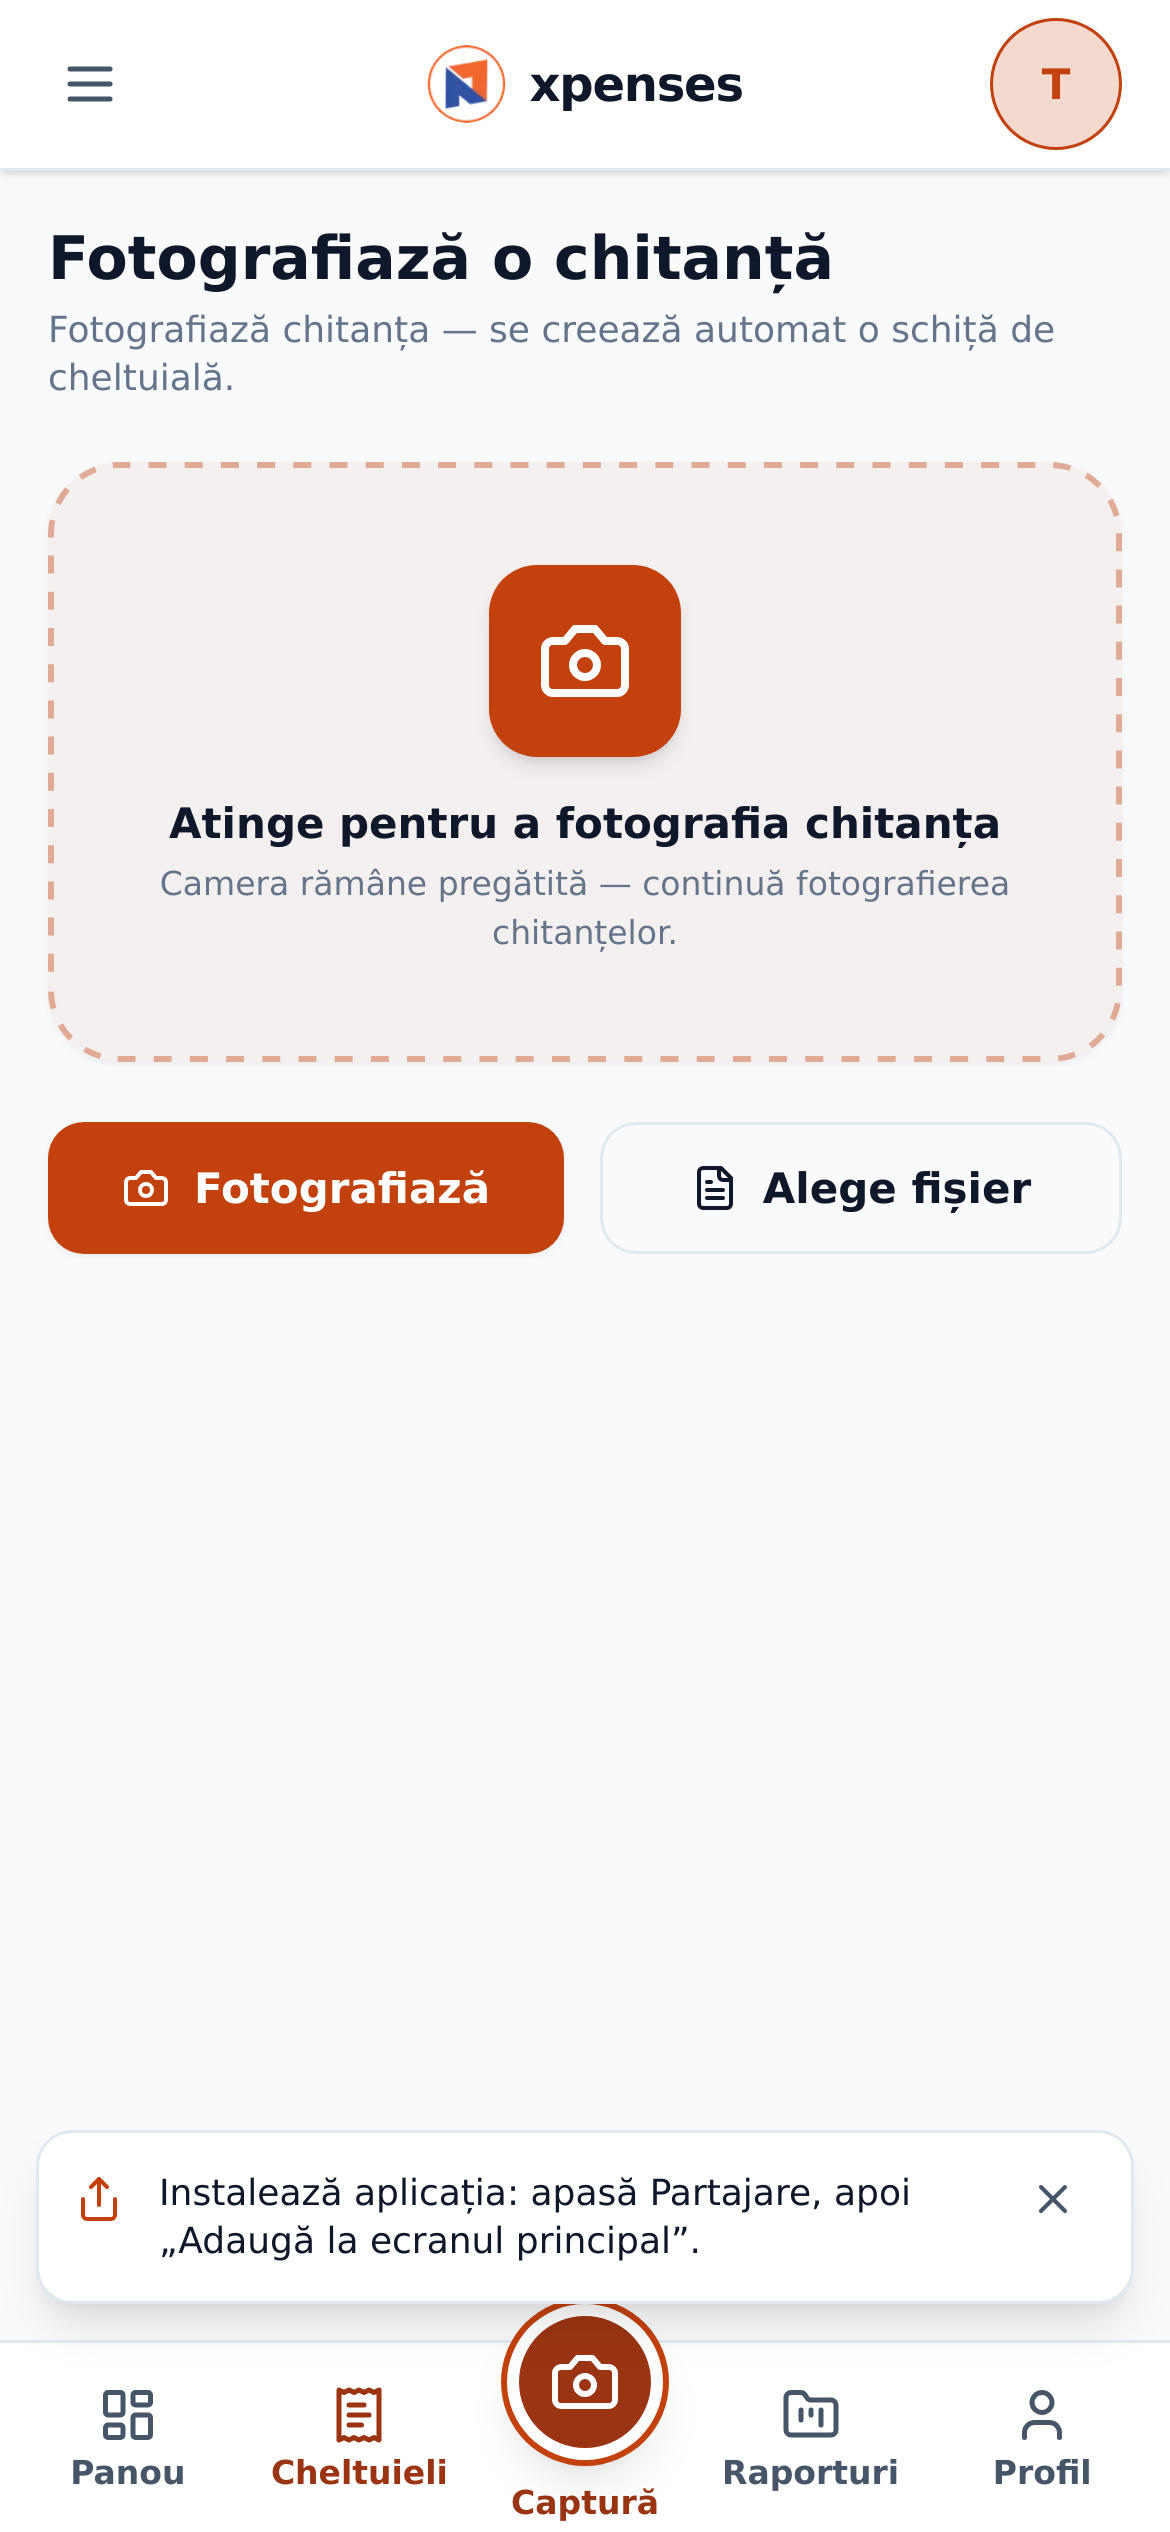 xpenses
T
Fotografiază o chitanță
Fotografiază chitanța — se creează automat o schiță de
cheltuială.
Atinge pentru a fotografia chitanța
Camera rămâne pregătită — continuă fotografierea
chitanțelor.
Fotografiază
Alege fișier
Instalează aplicația: apasă Partajare, apoi
„Adaugă la ecranul principal”.
Panou
Cheltuieli
Captură
Raporturi
Profil